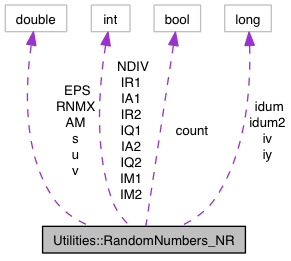 double
int
bool
long
EPS
RNMX
AM
s
u
v
NDIV
IR1
IA1
IR2
IQ1
IA2
IQ2
IM1
IM2
count
idum
idum2
iv
iy
Utilities::RandomNumbers_NR